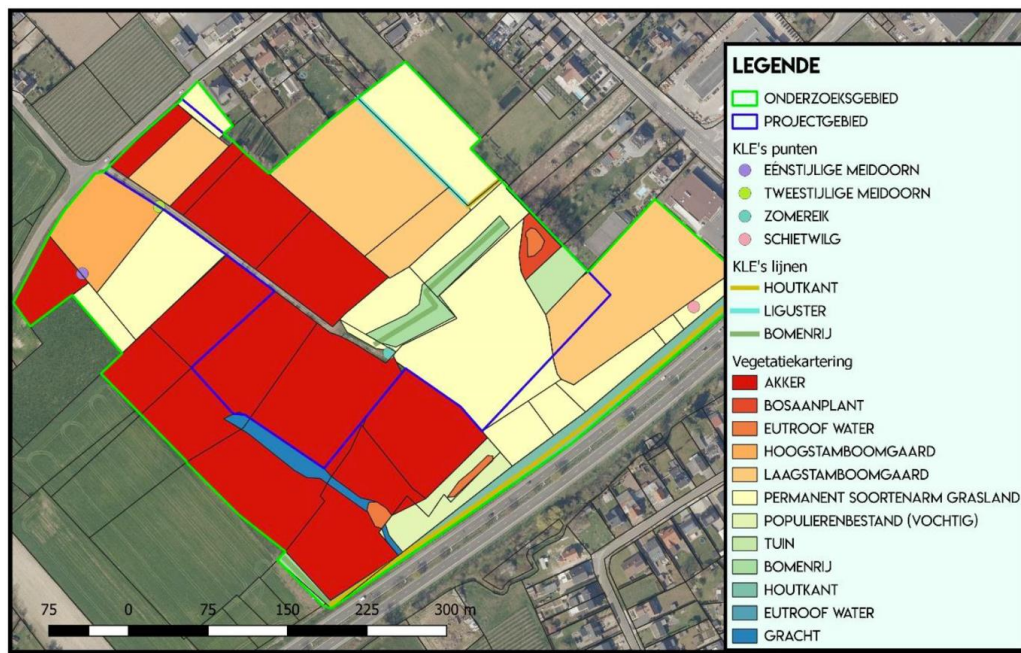 LEGENDE
ONDERZOEKSGEBIED
PROJECTGEBIED
KLE's punten
EÉNSTIJLIGE MEIDOORN
TWEESTIJLIGE MEIDOORN
ZOMEREIK
SCHIETWILG
KLE's lijnen
HOUTKANT
LIGUSTER
BOMENRIJ
Vegetatiekartering
AKKER
BOSAANPLANT
EUTROOF WATER
HOOGSTAMBOOMGAARD
LAAGSTAMBOOMGAARD
PERMANENT SOORTENARM GRASLAND
POPULIERENBESTAND (VOCHTIG)
TUIN
BOMENRIJ
HOUTKANT
EUTROOF WATER
GRACHT
75 0 75 150 225 300 m